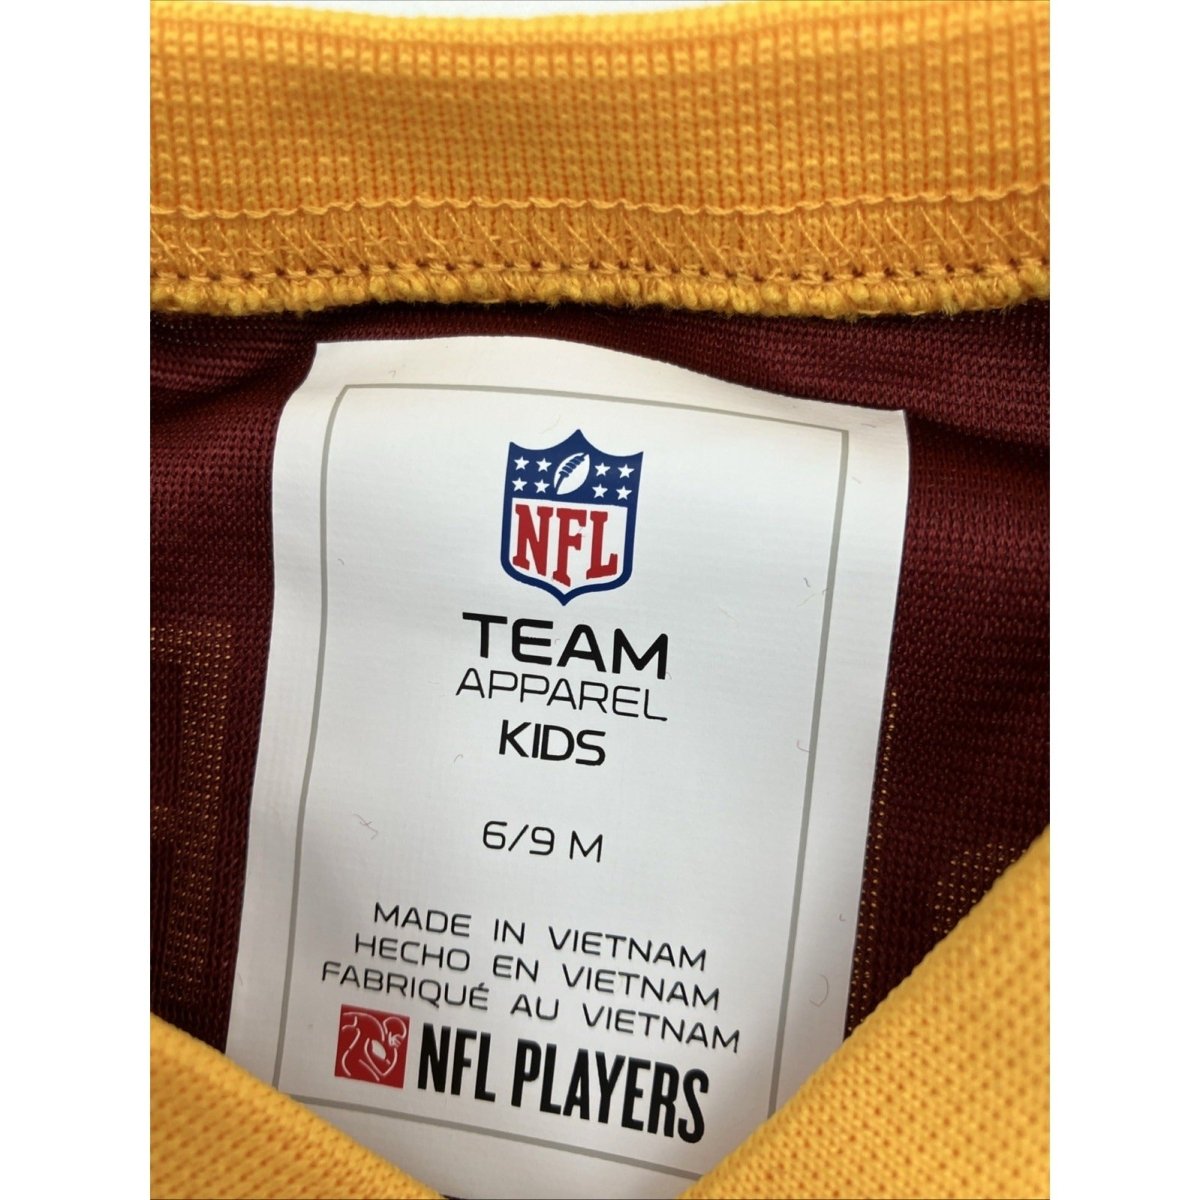 NFL
TEAM
APPAREL
KIDS
6/9 M
MADE IN VIETNAM
HECHO EN VIETNAM
FABRIQUÉ AU VIETNAM
NFL PLAYERS